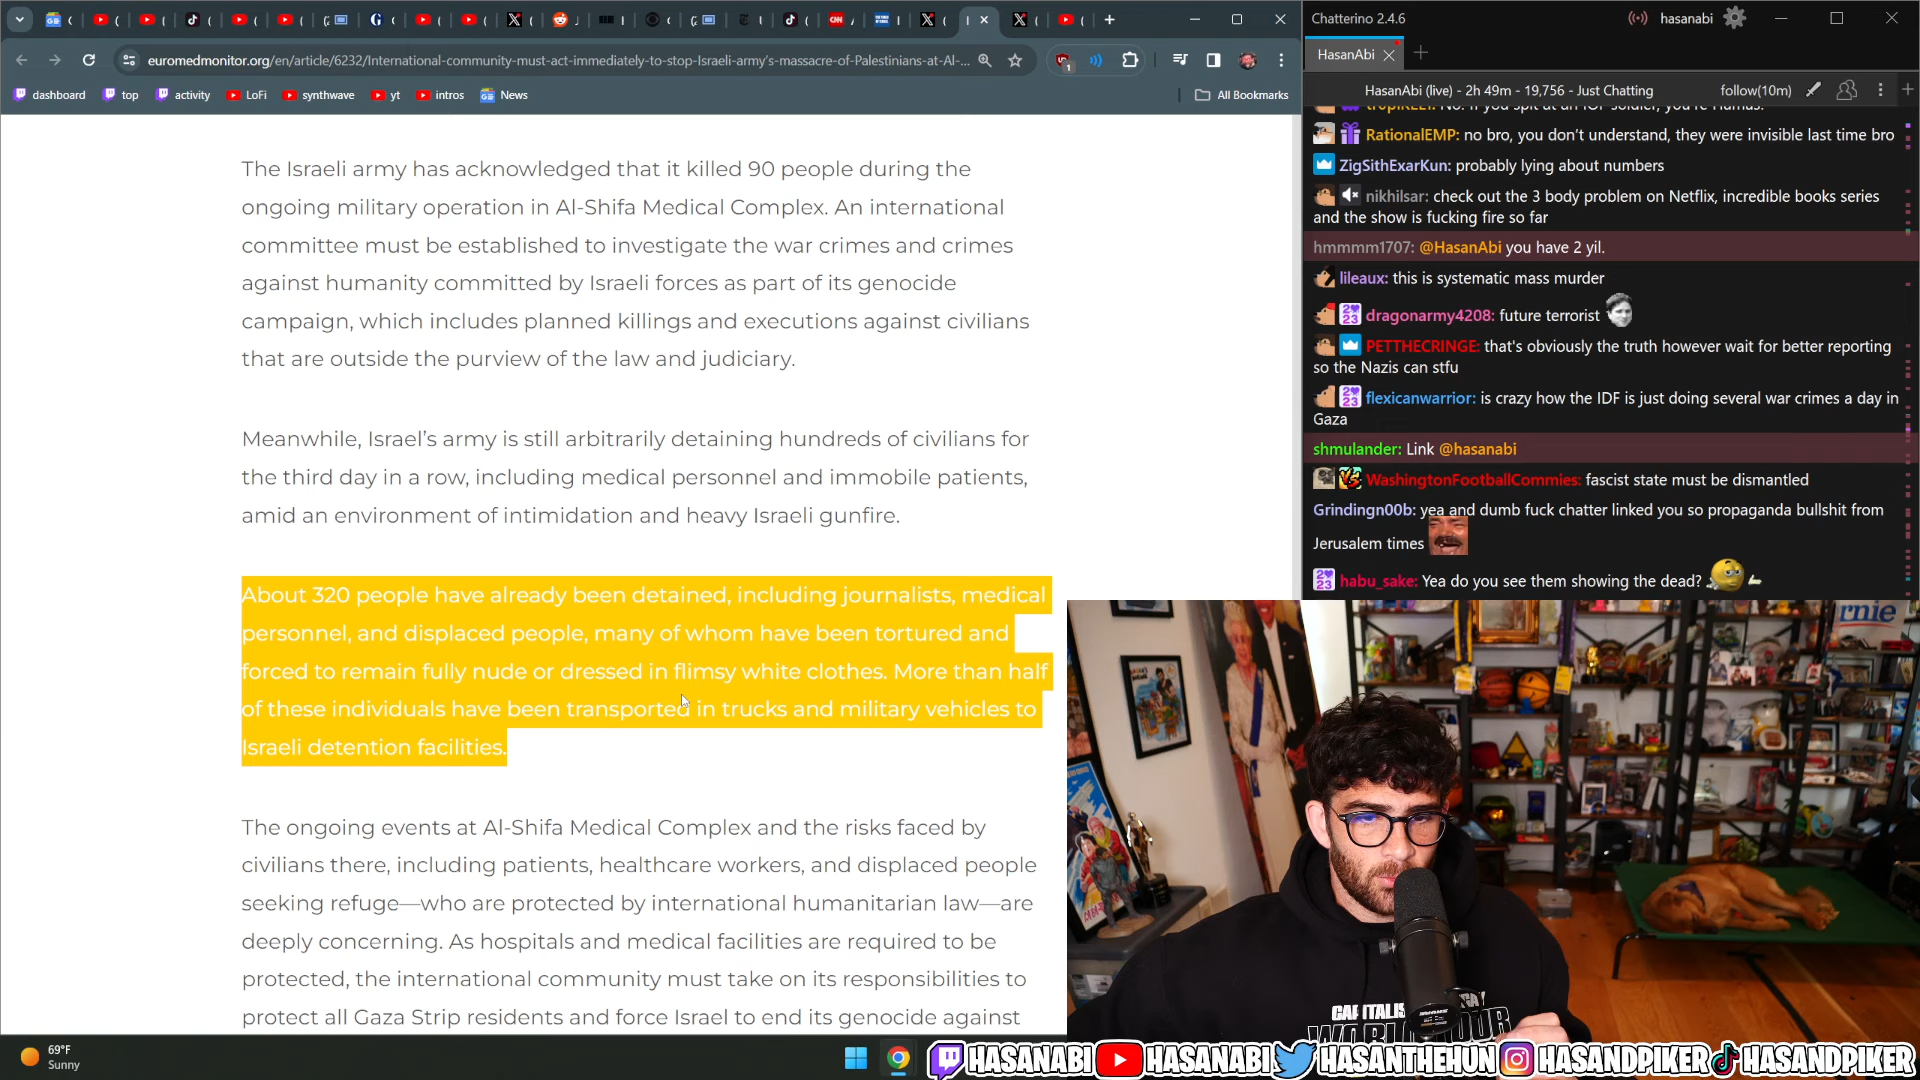 euromedmonitor.org/en/article/6232/International-community-must-act-immediately-to-stop-Israeli-army's-massacre-of-Palestinians-at-Al-...
dashboard
top
activity
LoFi
synthwave
yt
intros
News
All Bookmarks
The Israeli army has acknowledged that it killed 90 people during the
ongoing military operation in Al-Shifa Medical Complex. An international
committee must be established to investigate the war crimes and crimes
against humanity committed by Israeli forces as part of its genocide
campaign, which includes planned killings and executions against civilians
that are outside the purview of the law and judiciary.
Meanwhile, Israel's army is still arbitrarily detaining hundreds of civilians for
the third day in a row, including medical personnel and immobile patients,
amid an environment of intimidation and heavy Israeli gunfire.
About 320 people have already been detained, including journalists, medical
personnel, and displaced people, many of whom have been tortured and
forced to remain fully nude or dressed in flimsy white clothes. More than half
of these individuals have been transported in trucks and military vehicles to
Israeli detention facilities.
The ongoing events at Al-Shifa Medical Complex and the risks faced by
civilians there, including patients, healthcare workers, and displaced people
seeking refuge—who are protected by international humanitarian law—are
deeply concerning. As hospitals and medical facilities are required to be
protected, the international community must take on its responsibilities to
protect all Gaza Strip residents and force Israel to end its genocide against
Chatterino 2.4.6
hasanabi
HasanAbi
HasanAbi (live) - 2h 49m - 19,756 - Just Chatting
follow(10m)
RationalEMP: no bro, you don't understand, they were invisible last time bro
ZigSithExarKun: probably lying about numbers
nikhilsar: check out the 3 body problem on Netflix, incredible books series
and the show is fucking fire so far
hmmmm1707: @HasanAbi you have 2 yil.
lileaux: this is systematic mass murder
dragonarmy4208: future terrorist
PETTHECRINGE: that's obviously the truth however wait for better reporting
so the Nazis can stfu
flexicanwarrior: is crazy how the IDF is just doing several war crimes a day in
Gaza
shmulander: Link @hasanabi
WashingtonFootballCommies: fascist state must be dismantled
Grindingn00b: yea and dumb fuck chatter linked you so propaganda bullshit from
Jerusalem times
habu_sake: Yea do you see them showing the dead?
69°F
Sunny
HASANABI
HASANABI
HASANTHEHUN
HASANDPIKER
HASANDPIKER